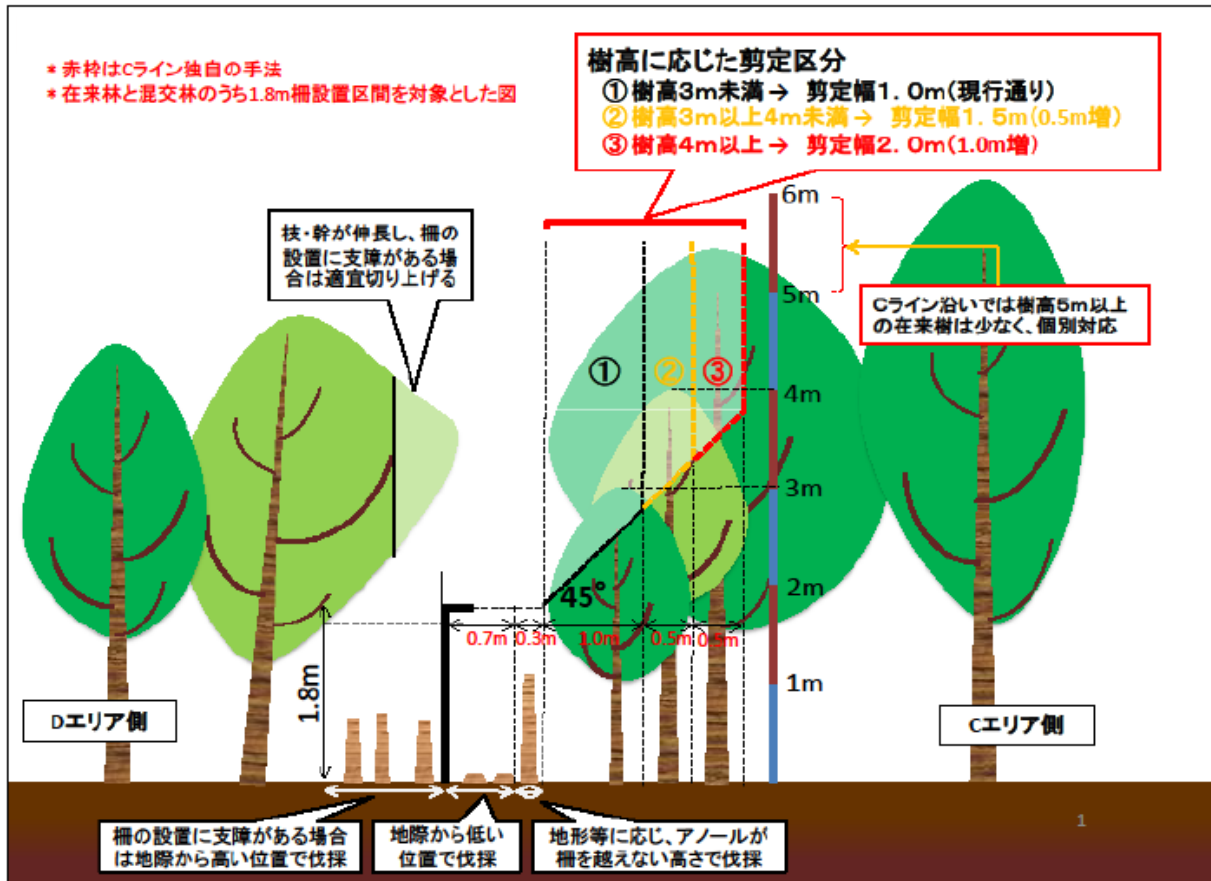 ＊赤枠はCライン独自の手法
＊在来林と混交林のうち1.8m柵設置区間を対象とした図
樹高に応じた剪定区分
①樹高3m未満→ 剪定幅1.0m(現行通り)
②樹高3m以上4m未満→ 剪定幅1.5m(0.5m増)
③樹高4m以上→ 剪定幅2.0m(1.0m増)
枝・幹が伸長し、柵の
設置に支障がある場
合は適宜切り上げる
6m
5m
Cライン沿いでは樹高5m以上
の在来樹は少なく、個別対応
①
②
③
4m
3m
2m
45°
0.7m
0.3m
1.0m
0.5m
0.5m
1.8m
1m
Dエリア側
Cエリア側
柵の設置に支障がある場合
は地際から高い位置で伐採
地際から低い
位置で伐採
地形等に応じ、アノールが
柵を越えない高さで伐採
1